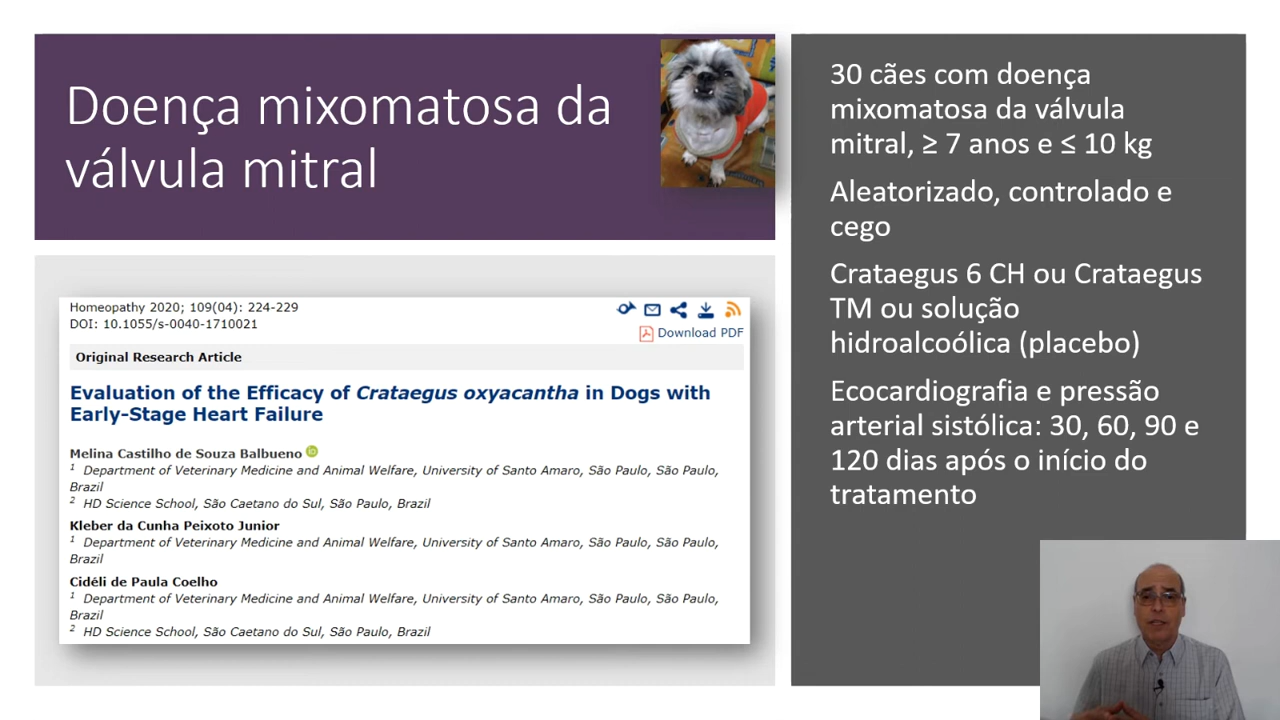 Doença mixomatosa da
válvula mitral
Homeopathy 2020; 109(04): 224-229
DOI: 10.1055/s-0040-1710021
Download PDF
Original Research Article
Evaluation of the Efficacy of Crataegus oxyacantha in Dogs with
Early-Stage Heart Failure
Melina Castilho de Souza Balbueno iD
1 Department of Veterinary Medicine and Animal Welfare, University of Santo Amaro, São Paulo, São Paulo,
Brazil
2 HD Science School, São Caetano do Sul, São Paulo, Brazil
Kleber da Cunha Peixoto Junior
1 Department of Veterinary Medicine and Animal Welfare, University of Santo Amaro, São Paulo, São Paulo,
Brazil
Cidéli de Paula Coelho
1 Department of Veterinary Medicine and Animal Welfare, University of Santo Amaro, São Paulo, São Paulo,
Brazil
2 HD Science School, São Caetano do Sul, São Paulo, Brazil
30 cães com doença
mixomatosa da válvula
mitral, ≥ 7 anos e ≤ 10 kg
Aleatorizado, controlado e
cego
Crataegus 6 CH ou Crataegus
TM ou solução
hidroalcoólica (placebo)
Ecocardiografia e pressão
arterial sistólica: 30, 60, 90 e
120 dias após o início do
tratamento